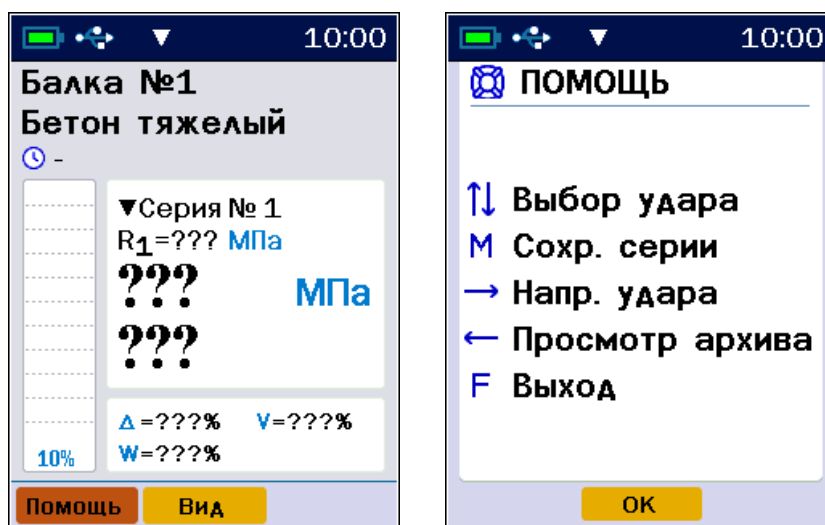 10:00
Балка №1
Бетон тяжелый
-
▼Серия № 1
R1=??? МПа
??? МПа
???
Δ=???% V=???%
W=???%
10%
Помощь Вид
10:00
ПОМОЩЬ
↑↓ Выбор удара
M Сохр. серии
→ Напр. удара
← Просмотр архива
F Выход
OK